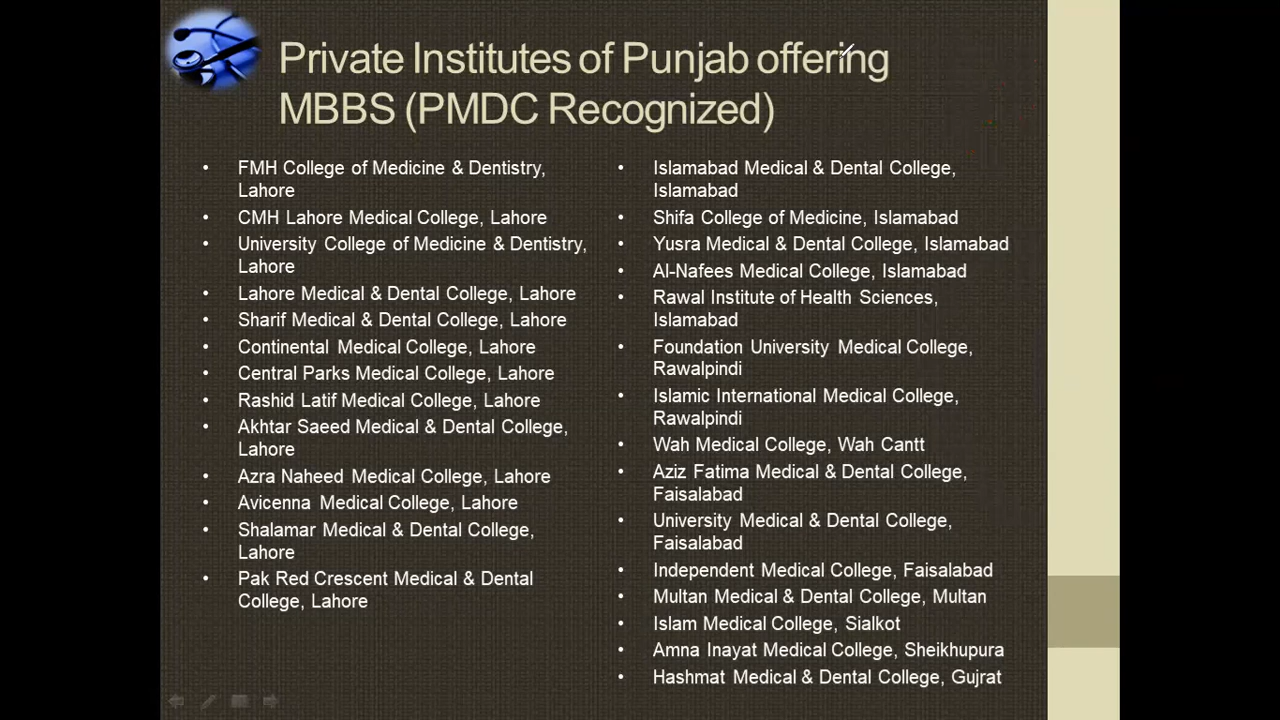 Private Institutes of Punjab offering
MBBS (PMDC Recognized)
• FMH College of Medicine & Dentistry,
Lahore
• CMH Lahore Medical College, Lahore
• University College of Medicine & Dentistry,
Lahore
• Lahore Medical & Dental College, Lahore
• Sharif Medical & Dental College, Lahore
• Continental Medical College, Lahore
• Central Parks Medical College, Lahore
• Rashid Latif Medical College, Lahore
• Akhtar Saeed Medical & Dental College,
Lahore
• Azra Naheed Medical College, Lahore
• Avicenna Medical College, Lahore
• Shalamar Medical & Dental College,
Lahore
• Pak Red Crescent Medical & Dental
College, Lahore
• Islamabad Medical & Dental College,
Islamabad
• Shifa College of Medicine, Islamabad
• Yusra Medical & Dental College, Islamabad
• Al-Nafees Medical College, Islamabad
• Rawal Institute of Health Sciences,
Islamabad
• Foundation University Medical College,
Rawalpindi
• Islamic International Medical College,
Rawalpindi
• Wah Medical College, Wah Cantt
• Aziz Fatima Medical & Dental College,
Faisalabad
• University Medical & Dental College,
Faisalabad
• Independent Medical College, Faisalabad
• Multan Medical & Dental College, Multan
• Islam Medical College, Sialkot
• Amna Inayat Medical College, Sheikhupura
• Hashmat Medical & Dental College, Gujrat